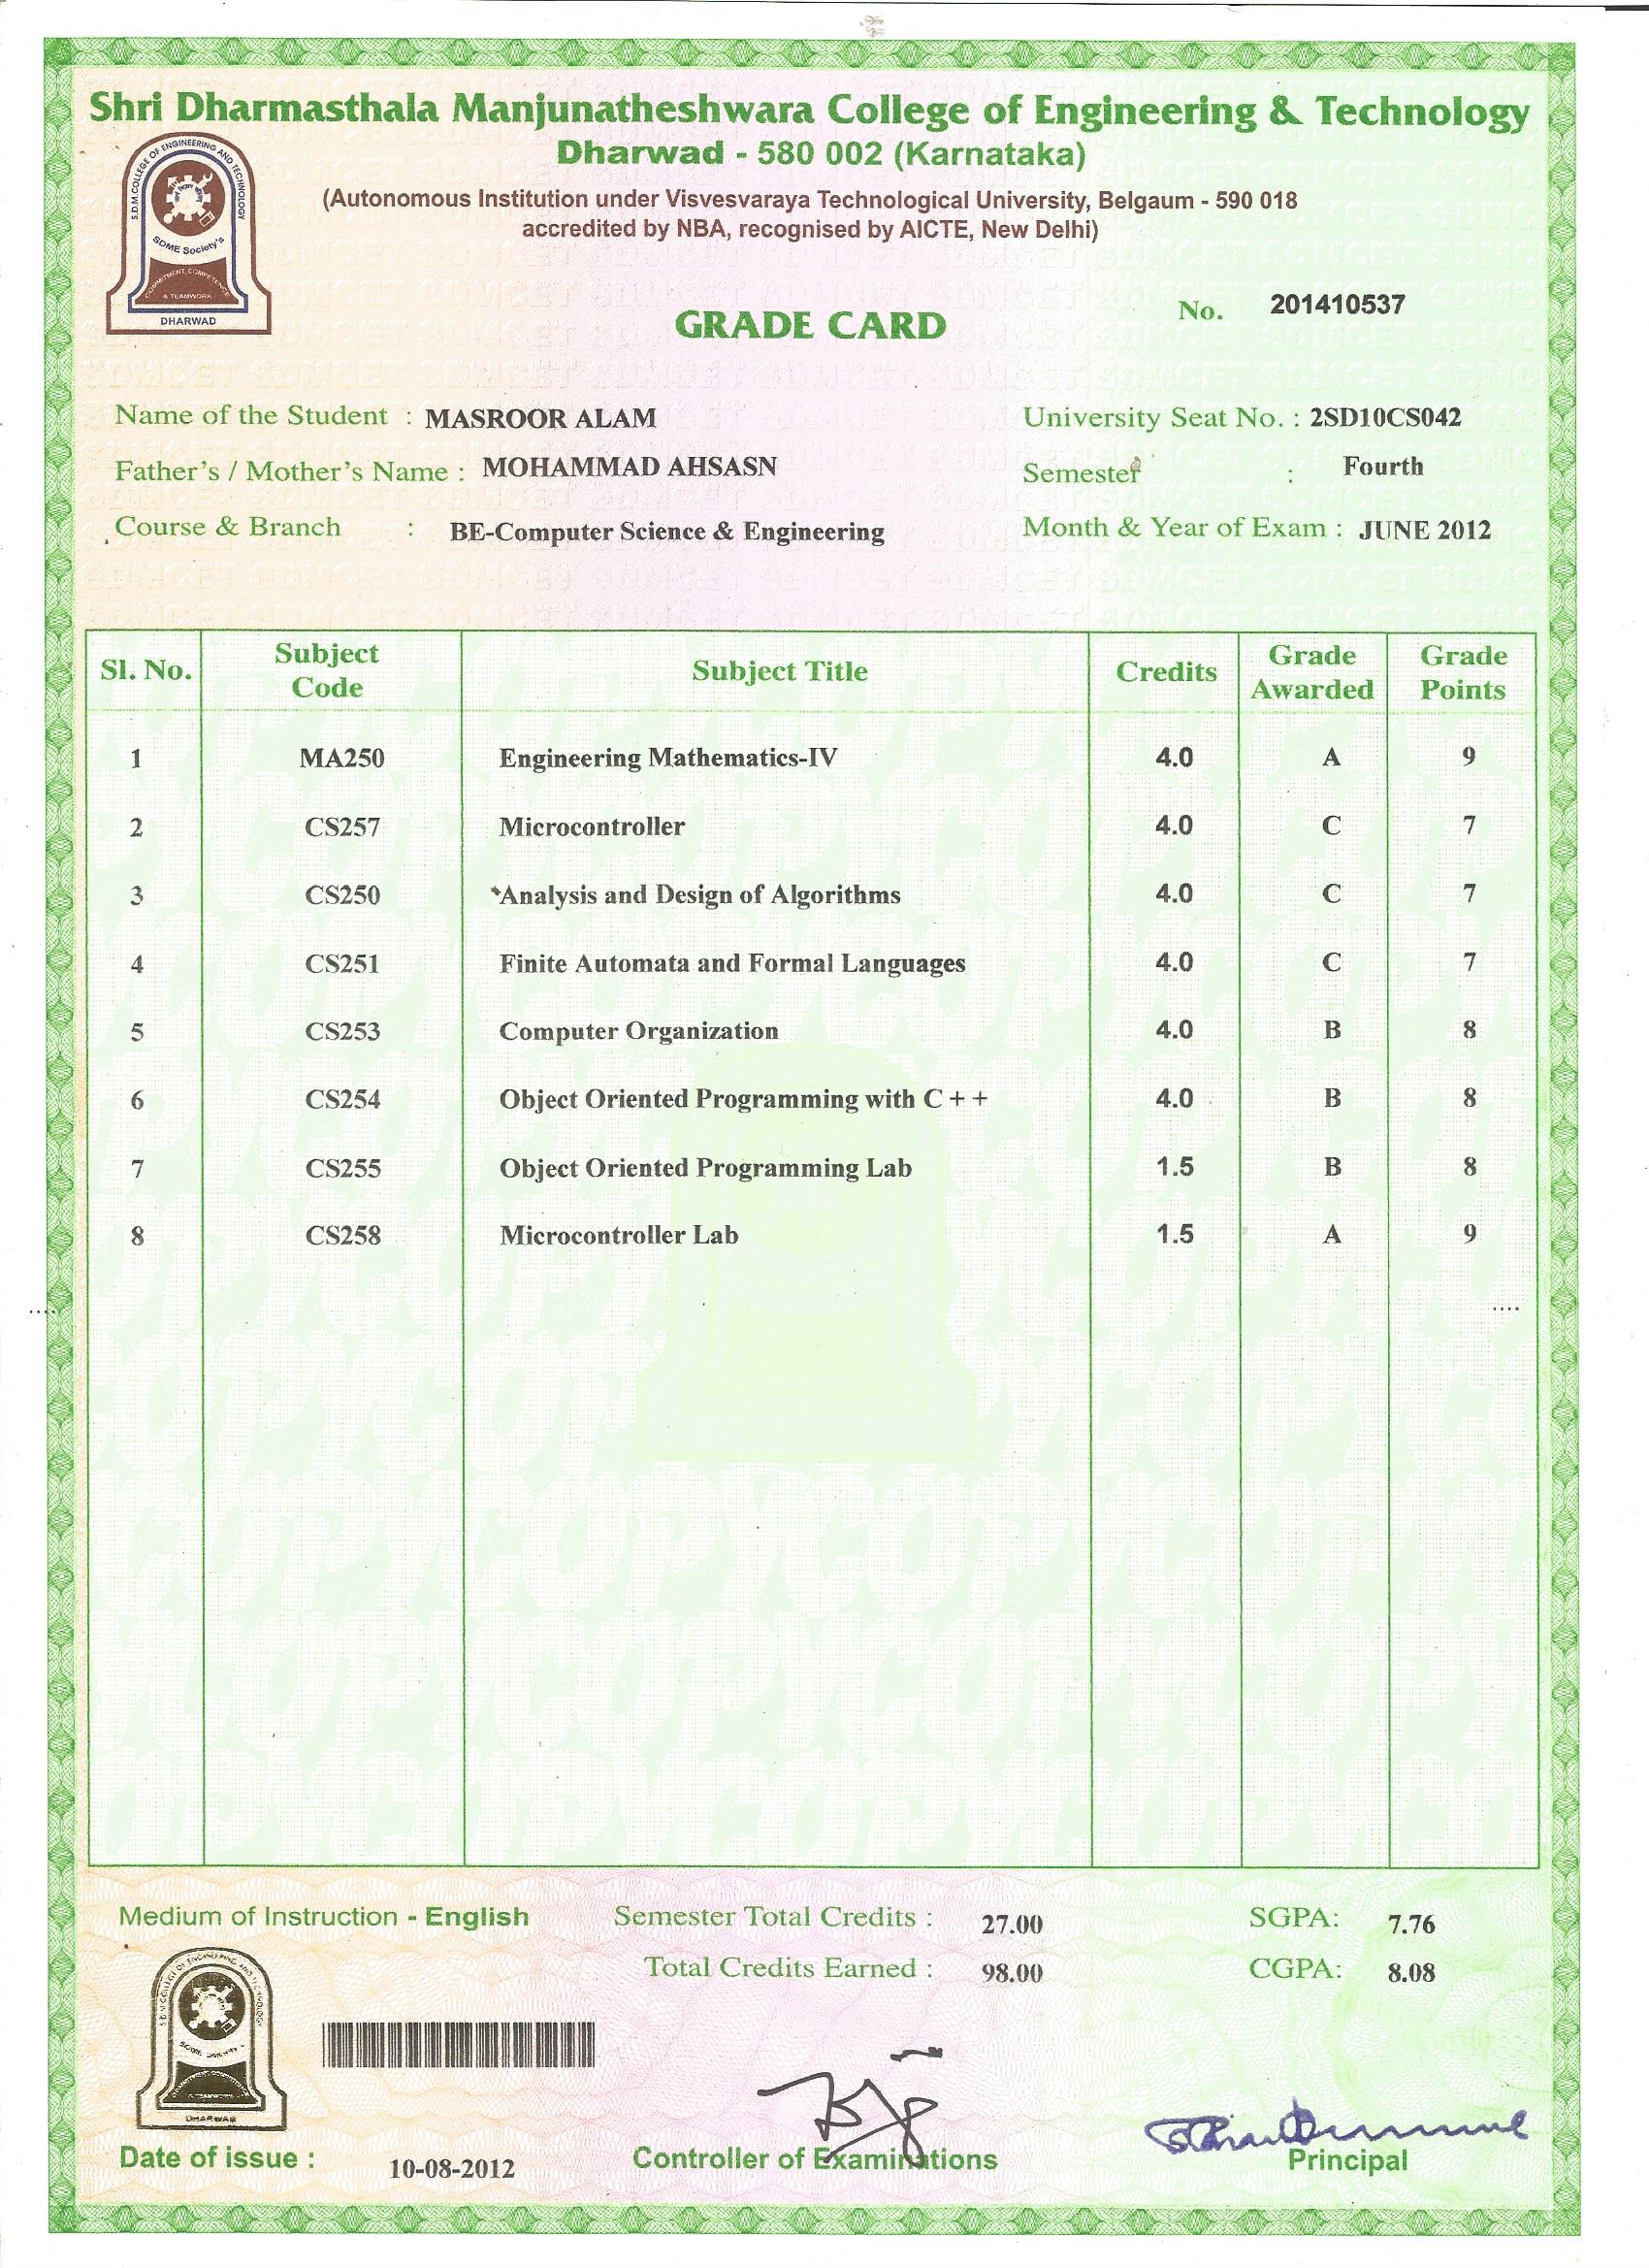 Shri Dharmasthala Manjunatheshwara College of Engineering & Technology
Dharwad - 580 002 (Karnataka)
(Autonomous Institution under Visvesvaraya Technological University, Belgaum - 590 018
accredited by NBA, recognised by AICTE, New Delhi)
S.D.M.COLLEGE OF ENGINEERING AND TECHNOLOGY
SDME Society's
COMMITMENT, COMPETENCE
& TEAMWORK
DHARWAD
No. 201410537
GRADE CARD
Name of the Student : MASROOR ALAM University Seat No. : 2SD10CS042
Father's / Mother's Name : MOHAMMAD AHSASN Semester : Fourth
Course & Branch : BE-Computer Science & Engineering Month & Year of Exam : JUNE 2012
Sl. No. Subject Code Subject Title Credits Grade Awarded Grade Points
1 MA250 Engineering Mathematics-IV 4.0 A 9
2 CS257 Microcontroller 4.0 C 7
3 CS250 Analysis and Design of Algorithms 4.0 C 7
4 CS251 Finite Automata and Formal Languages 4.0 C 7
5 CS253 Computer Organization 4.0 B 8
6 CS254 Object Oriented Programming with C + + 4.0 B 8
7 CS255 Object Oriented Programming Lab 1.5 B 8
8 CS258 Microcontroller Lab 1.5 A 9
Medium of Instruction - English Semester Total Credits : 27.00 SGPA: 7.76
Total Credits Earned : 98.00 CGPA: 8.08
DHARWAD
Date of issue : 10-08-2012 Controller of Examinations Principal